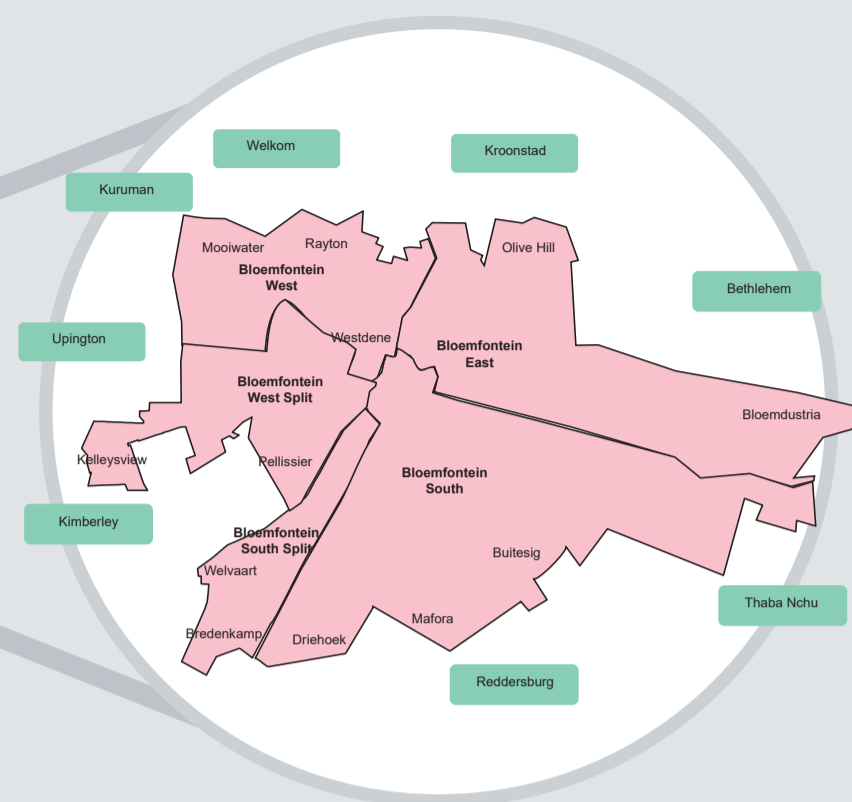 Welkom
Kroonstad
Kuruman
Mooiwater
Rayton
Olive Hill
Bloemfontein
West
Bethlehem
Upington
Westdene
Bloemfontein
East
Bloemfontein
West Split
Bloemdustria
Kelleysview
Pellissier
Bloemfontein
South
Kimberley
Bloemfontein
South Split
Buitesig
Welvaart
Thaba Nchu
Mafora
Bredenkamp
Driehoek
Reddersburg